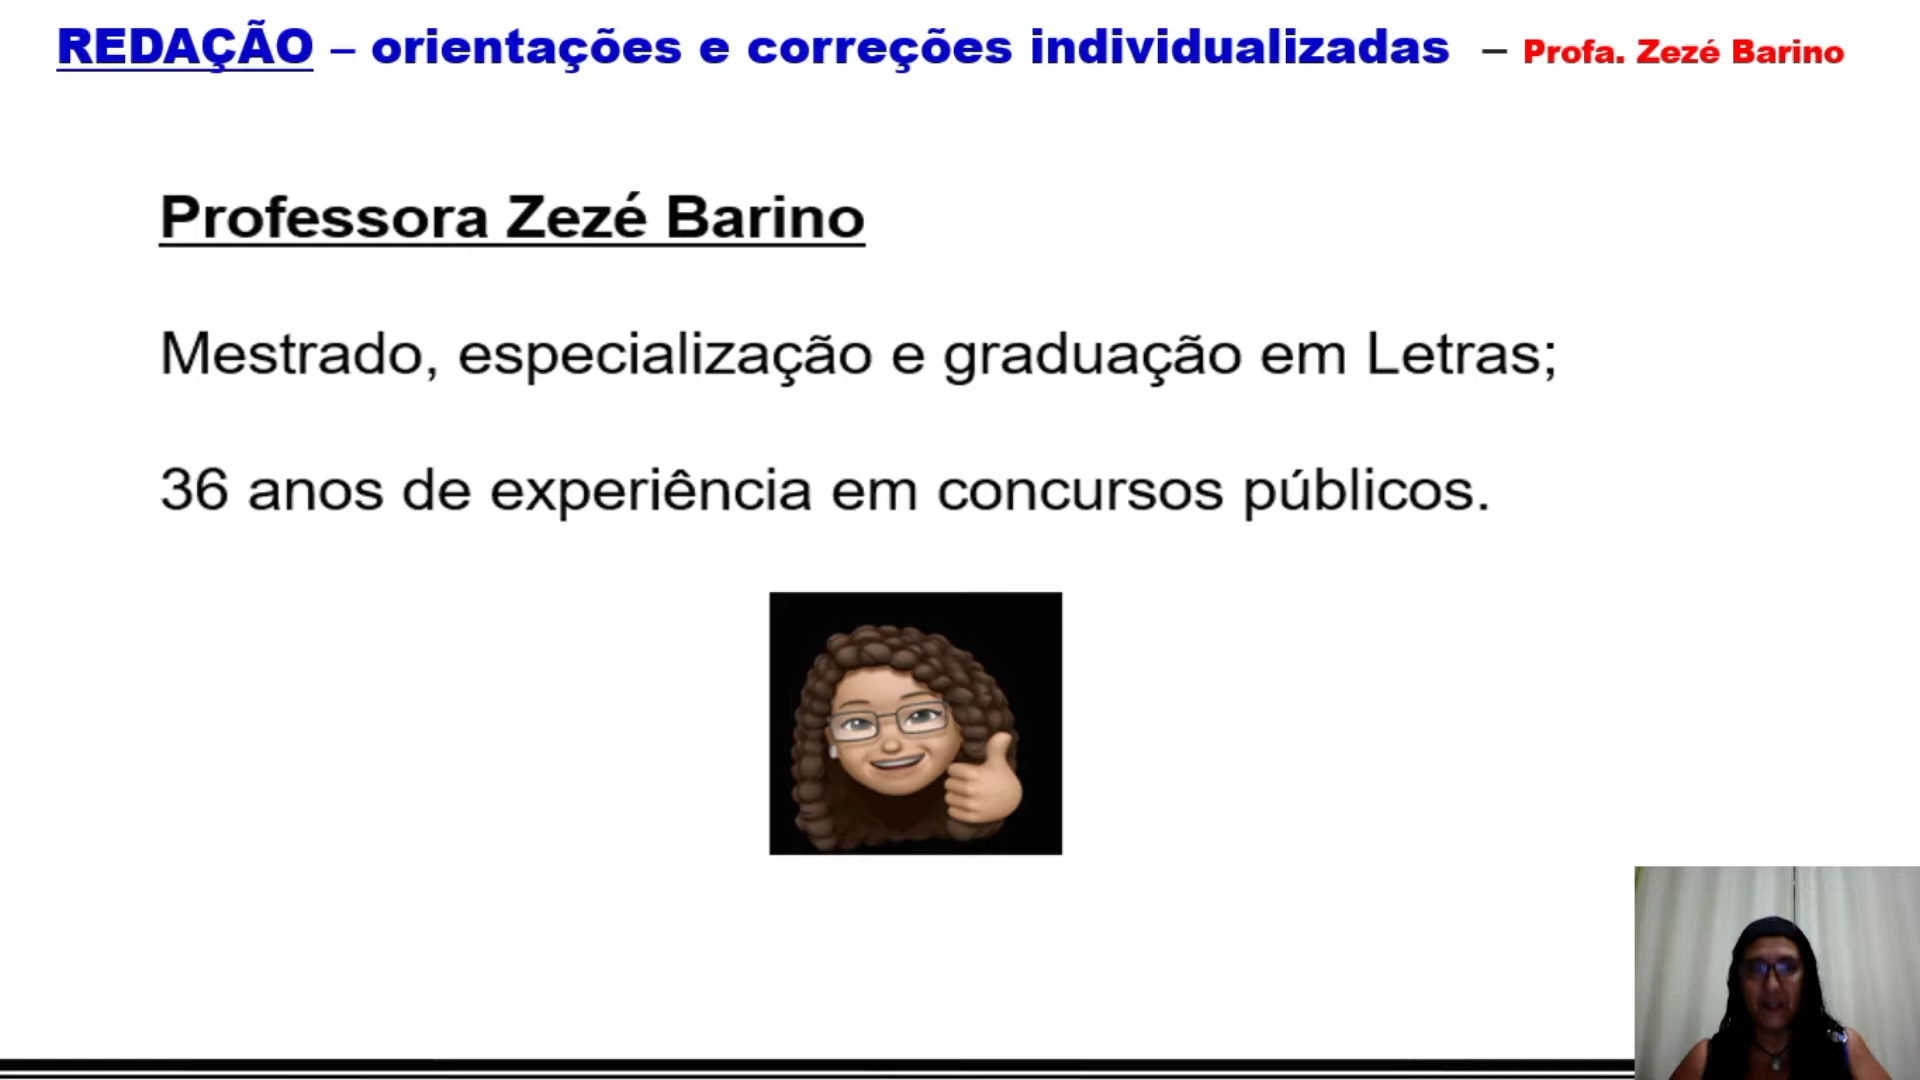 REDAÇÃO – orientações e correções individualizadas – Profa. Zezé Barino
Professora Zezé Barino
Mestrado, especialização e graduação em Letras;
36 anos de experiência em concursos públicos.